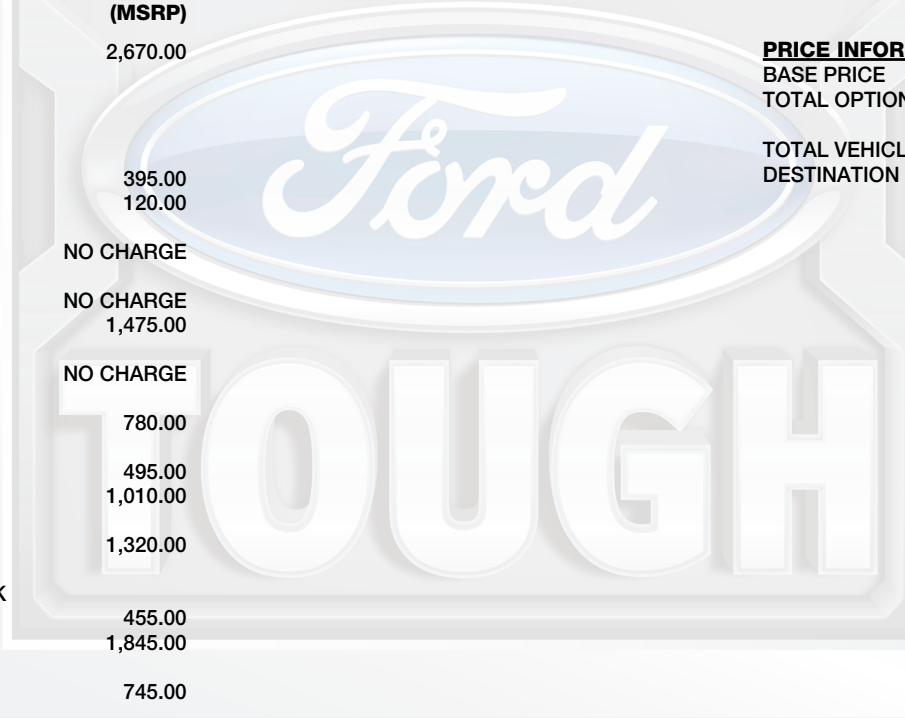 (MSRP)
2,670.00
395.00
120.00
NO CHARGE
NO CHARGE
1,475.00
NO CHARGE
780.00
495.00
1,010.00
1,320.00
K
455.00
1,845.00
745.00
PRICE INFOR
BASE PRICE
TOTAL OPTION
TOTAL VEHICL
DESTINATION
Ford
TOUGH